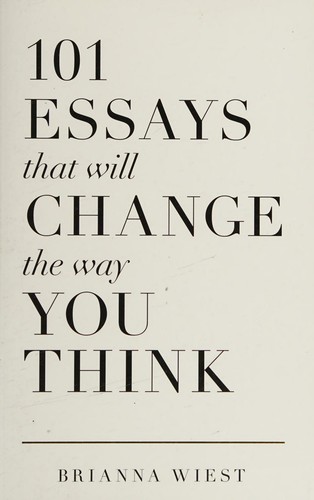 101
ESSAYS
that will
CHANGE
the way
YOU
THINK
BRIANNA WIEST